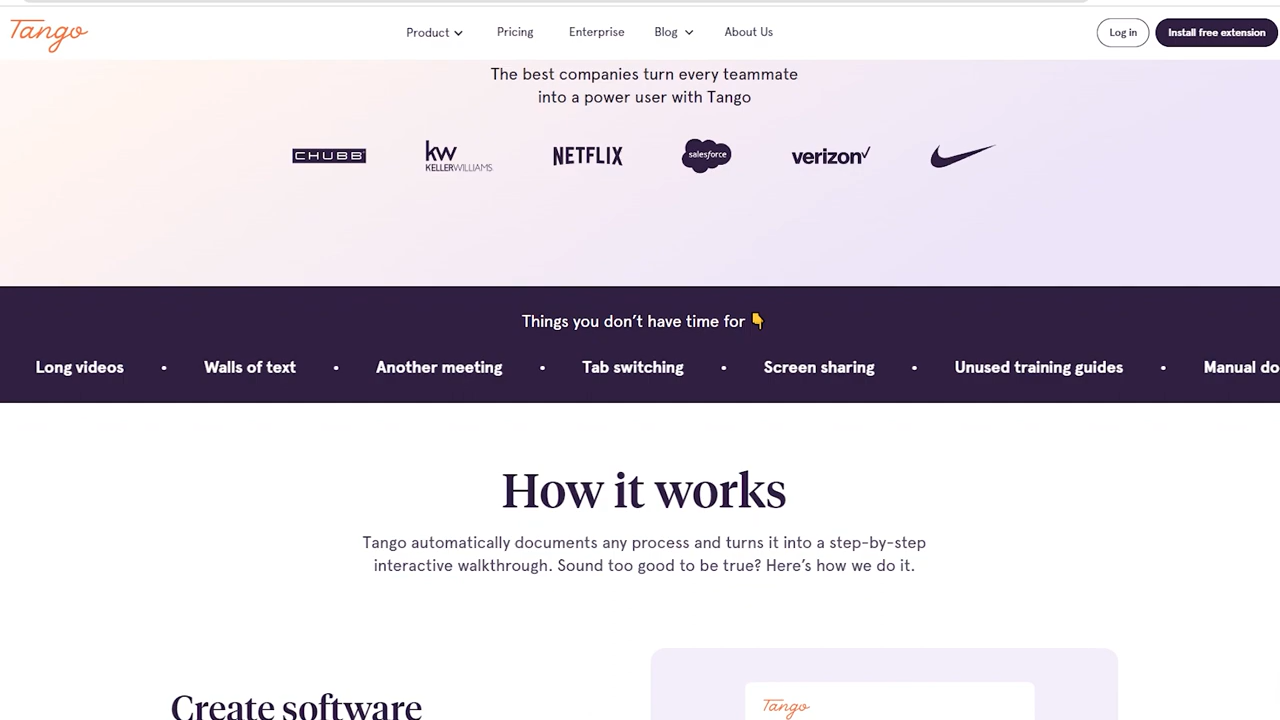 Tango
Product
Pricing
Enterprise
Blog
About Us
Log in
Install free extension
The best companies turn every teammate
into a power user with Tango
CHUBB
kw
KELLERWILLIAMS
NETFLIX
salesforce
verizon
Things you don’t have time for
Long videos • Walls of text • Another meeting • Tab switching • Screen sharing • Unused training guides • Manual do
How it works
Tango automatically documents any process and turns it into a step-by-step
interactive walkthrough. Sound too good to be true? Here’s how we do it.
Create software
Tango